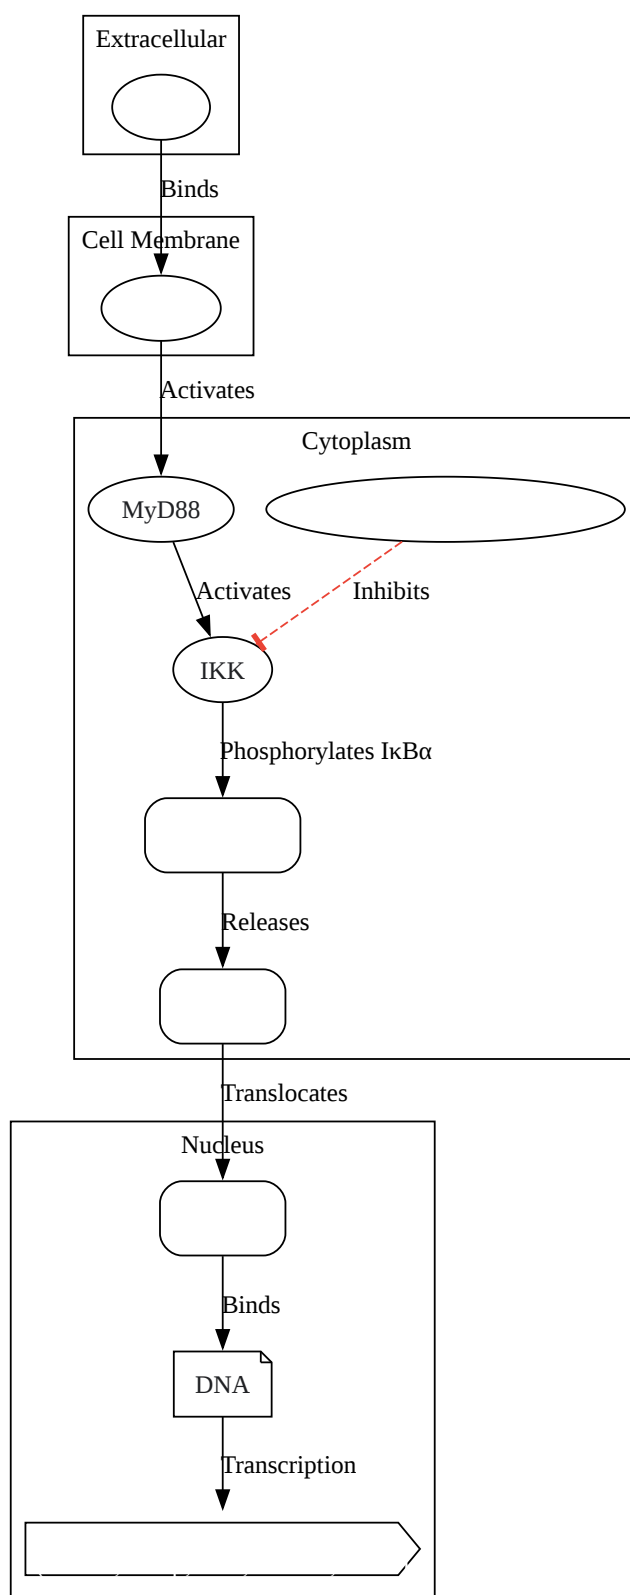 Extracellular
Binds
Cell Membrane
Activates
Cytoplasm
MyD88
Activates
Inhibits
IKK
Phosphorylates IκBα
Releases
Translocates
Nucleus
Binds
DNA
Transcription